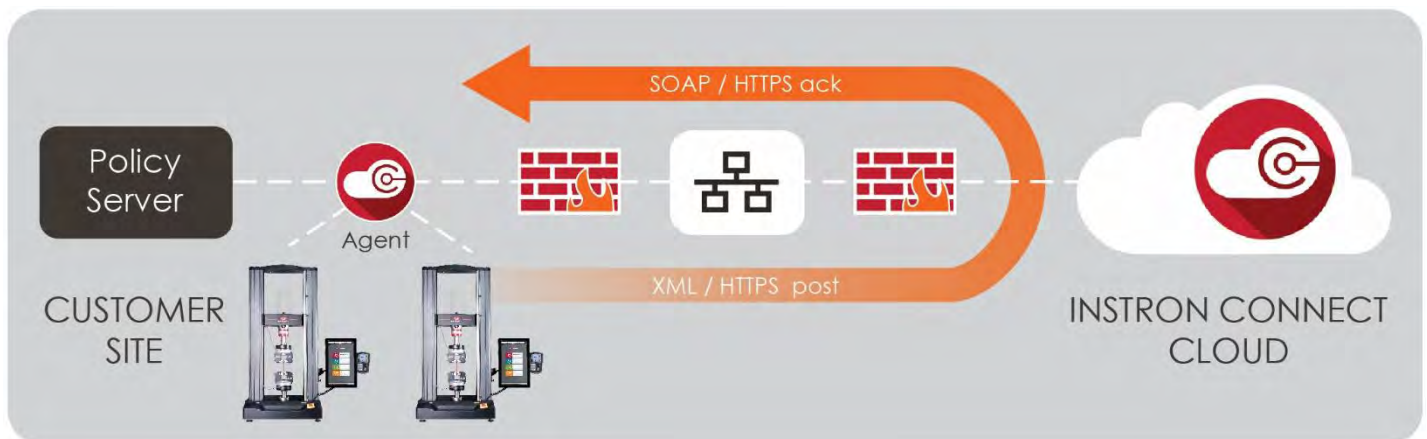 SOAP / HTTPS ack
Policy
Server
Agent
XML / HTTPS post
CUSTOMER
SITE
INSTRON CONNECT
CLOUD